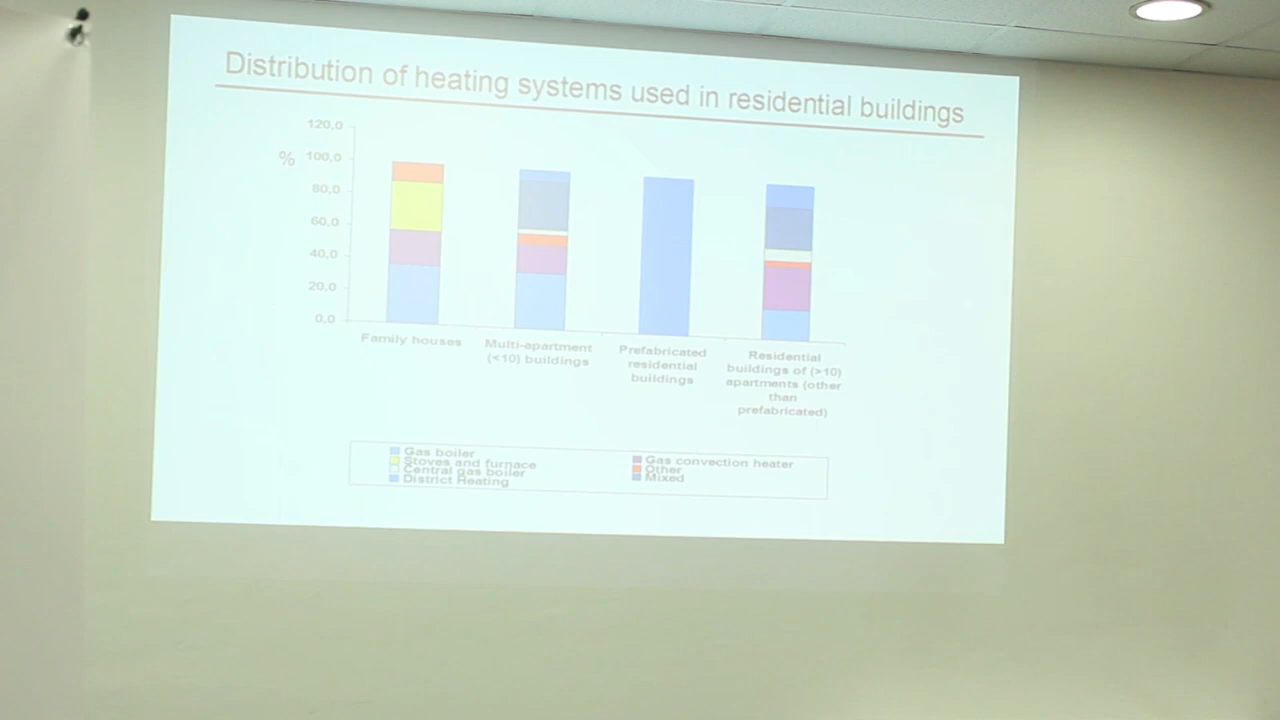 Distribution of heating systems used in residential buildings
%
120,0
100,0
80,0
60,0
40,0
20,0
0,0
Family houses
Multi-apartment
(<10) buildings
Prefabricated
residential
buildings
Residential
buildings of (>10)
apartments (other
than
prefabricated)
Gas boiler
Stoves and furnace
Central gas boiler
District Heating
Gas convection heater
Other
Mixed